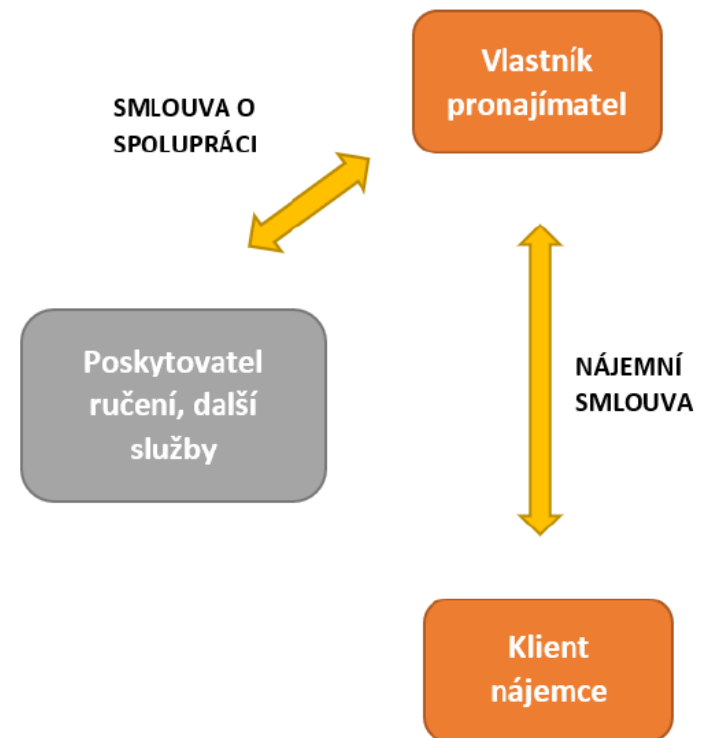 Vlastník
pronajímatel
SMLOUVA O
SPOLUPRÁCI
Poskytovatel
ručení, další
služby
NÁJEMNÍ
SMLOUVA
Klient
nájemce